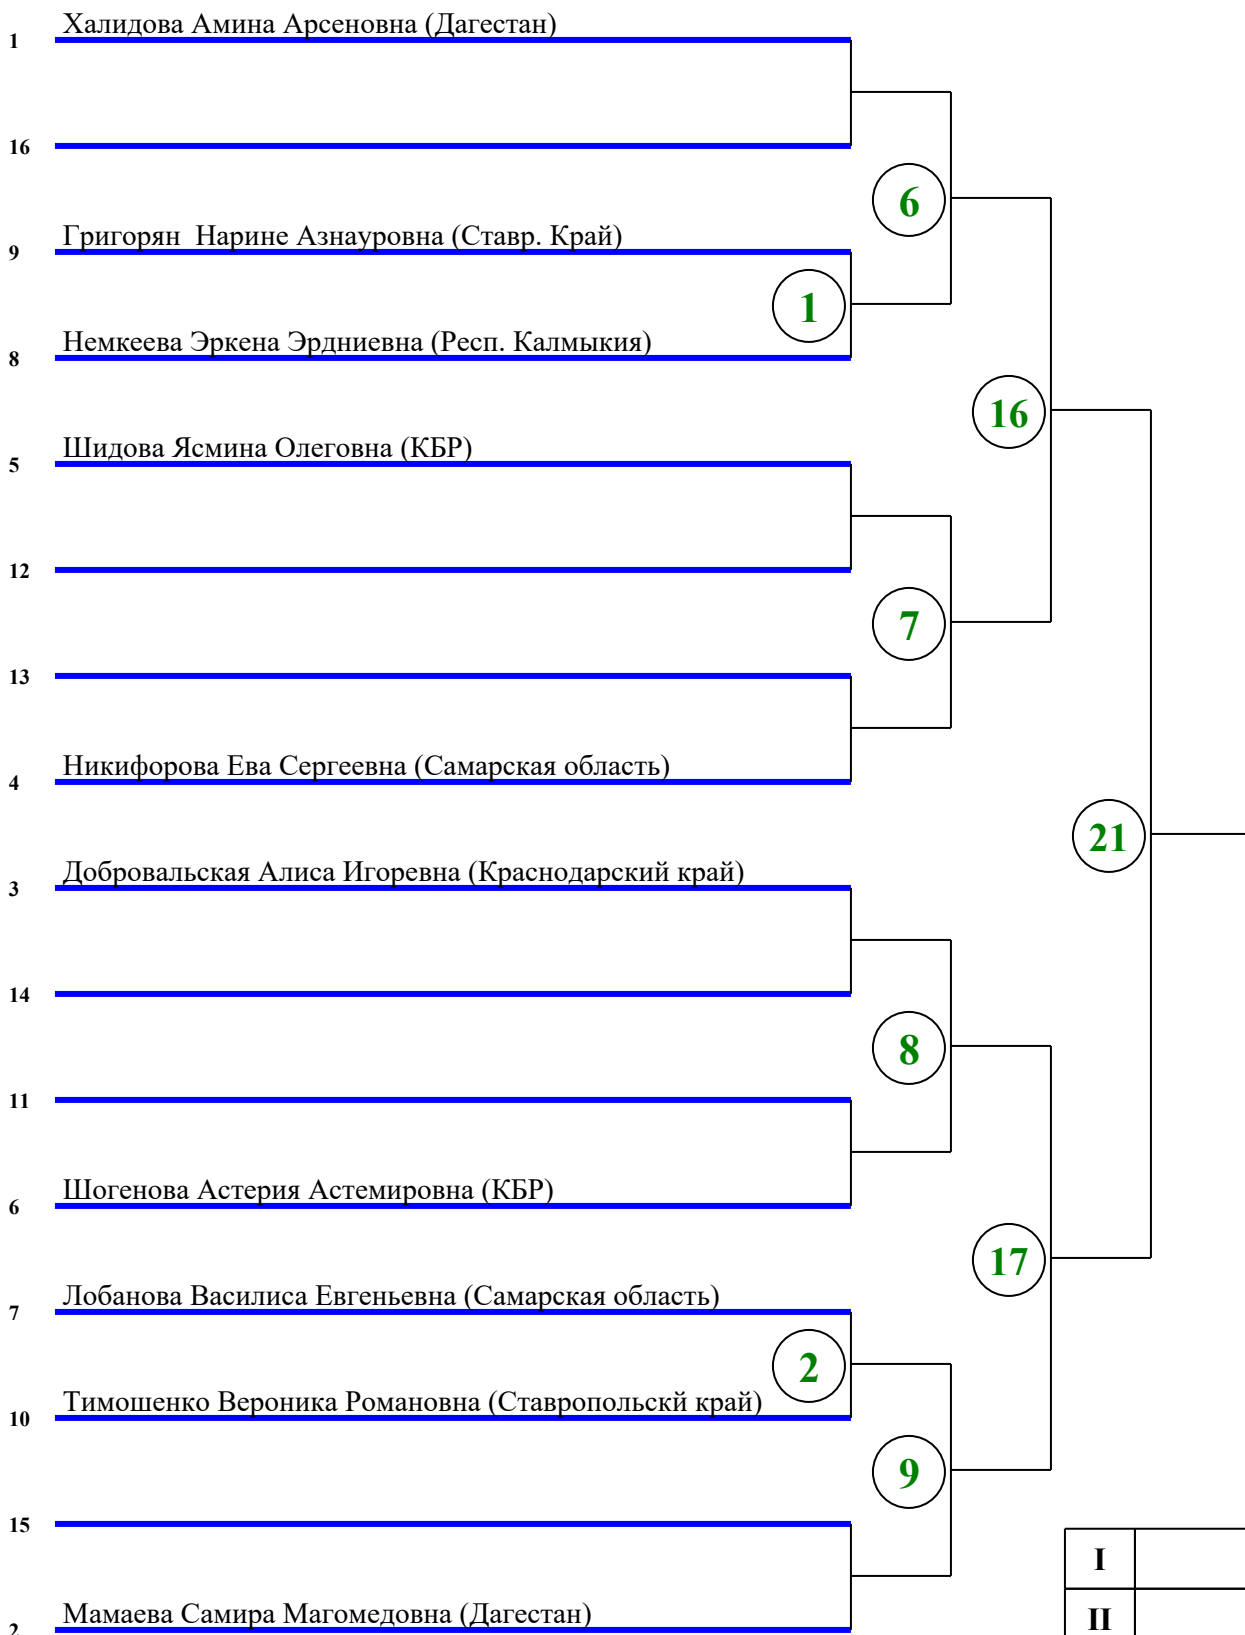 1 Халидова Амина Арсеновна (Дагестан)
16
6
9 Григорян  Нарине Азнауровна (Ставр. Край)
1
8 Немкеева Эркена Эрдниевна (Респ. Калмыкия)
16
5 Шидова Ясмина Олеговна (КБР)
12
7
13
4 Никифорова Ева Сергеевна (Самарская область)
21
3 Добровальская Алиса Игоревна (Краснодарский край)
14
8
11
6 Шогенова Астерия Астемировна (КБР)
17
7 Лобанова Василиса Евгеньевна (Самарская область)
2
10 Тимошенко Вероника Романовна (Ставропольскй край)
9
15
I
2 Мамаева Самира Магомедовна (Дагестан)
II